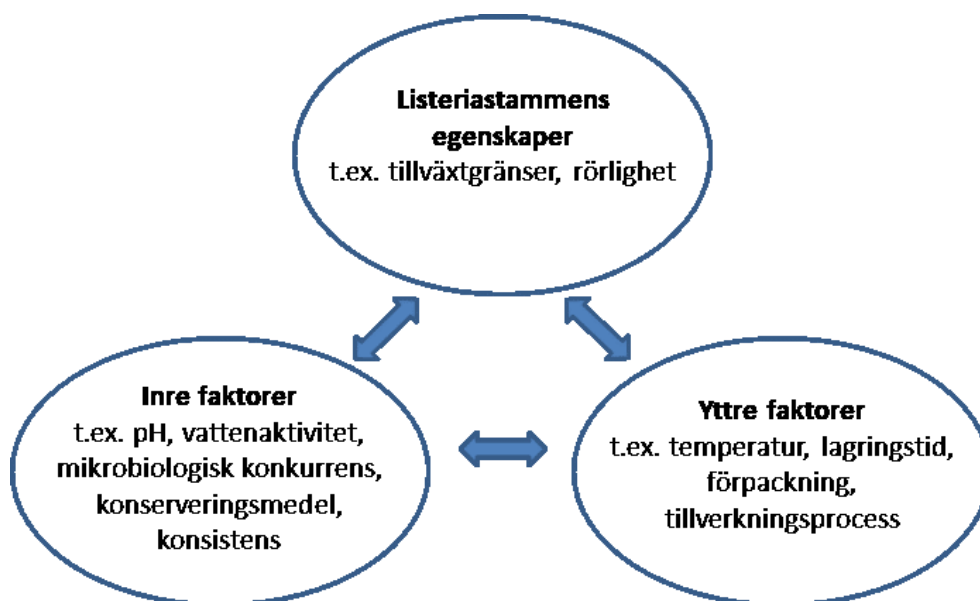 Listeriastammens
egenskaper
t.ex. tillväxtgränser, rörlighet
Inre faktorer
t.ex. pH, vattenaktivitet,
mikrobiologisk konkurrens,
konserveringsmedel,
konsistens
Yttre faktorer
t.ex. temperatur, lagringstid,
förpackning,
tillverkningsprocess